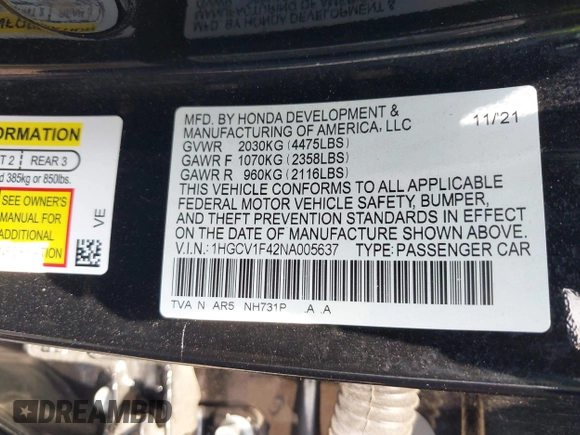 MFD. BY HONDA DEVELOPMENT &
MANUFACTURING OF AMERICA, LLC 11/21
GVWR 2030KG (4475LBS)
GAWR F 1070KG (2358LBS)
GAWR R 960KG (2116LBS)
THIS VEHICLE CONFORMS TO ALL APPLICABLE
FEDERAL MOTOR VEHICLE SAFETY, BUMPER,
AND THEFT PREVENTION STANDARDS IN EFFECT
ON THE DATE OF MANUFACTURE SHOWN ABOVE.
V.I.N.: 1HGCV1F42NA005637 TYPE: PASSENGER CAR
TVA N AR5 NH731P .A .A
ORMATION
T 2 REAR 3
d 385kg or 850lbs.
SEE OWNER'S
MANUAL FOR
ADDITIONAL
FORMATION
VE
DREAMBID